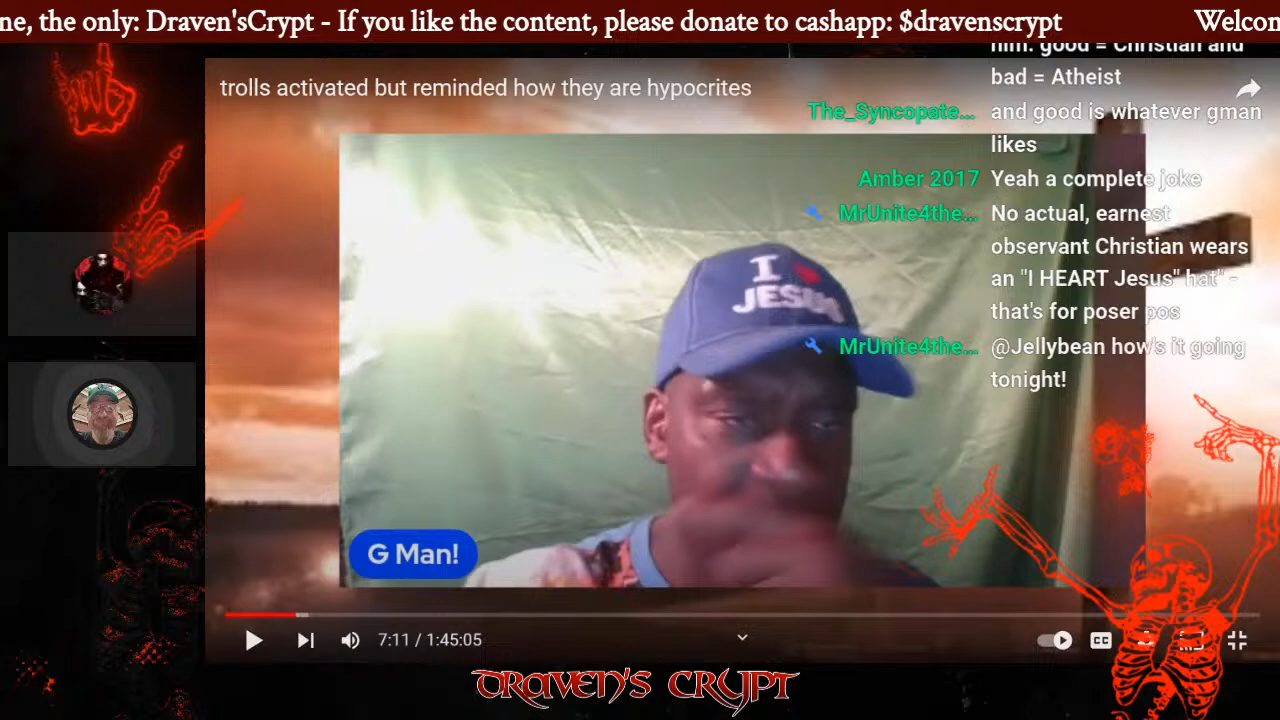 ne, the only: Draven'sCrypt - If you like the content, please donate to cashapp: $dravenscrypt Welcon
him: good = Christian and
bad = Atheist
trolls activated but reminded how they are hypocrites
The_Syncopate... and good is whatever gman
likes
Amber 2017 Yeah a complete joke
MrUnite4the... No actual, earnest
observant Christian wears
an "I HEART Jesus" hat" -
that's for poser pos
MrUnite4the... @Jellybean how's it going
tonight!
I
JESUS
G Man!
7:11 / 1:45:05
CC
DRAVEN'S CRYPT